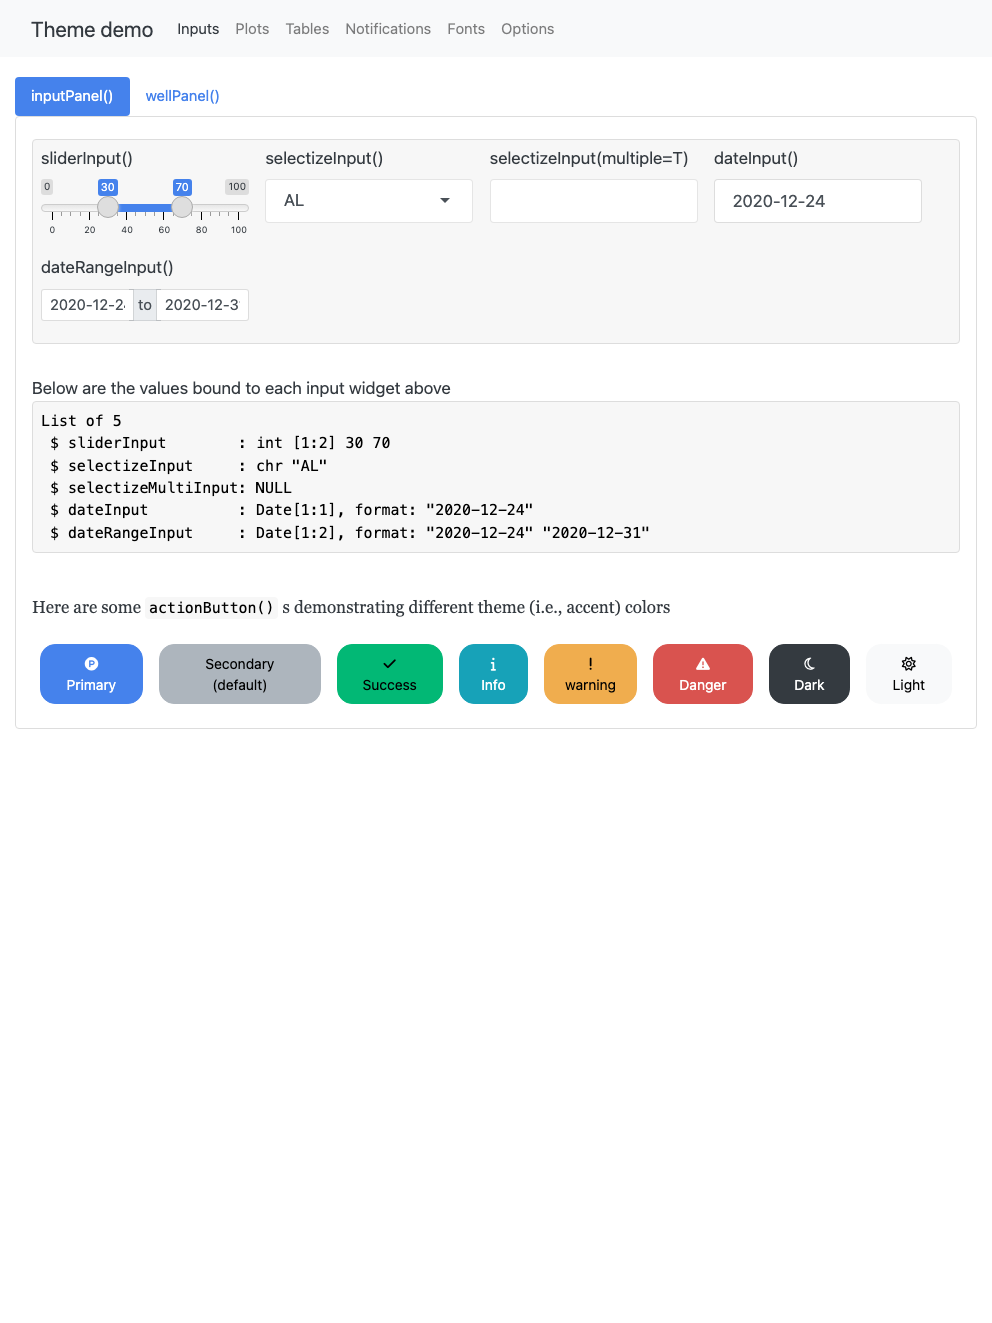 Theme demo Inputs Plots Tables Notifications Fonts Options
inputPanel() wellPanel()
sliderInput() selectizeInput() selectizeInput(multiple=T) dateInput()
0 30 70 100
AL 2020-12-24
0 20 40 60 80 100
dateRangeInput()
2020-12-2 to 2020-12-3
Below are the values bound to each input widget above
List of 5
$ sliderInput : int [1:2] 30 70
$ selectizeInput : chr "AL"
$ selectizeMultiInput: NULL
$ dateInput : Date[1:1], format: "2020-12-24"
$ dateRangeInput : Date[1:2], format: "2020-12-24" "2020-12-31"
Here are some actionButton() s demonstrating different theme (i.e., accent) colors
Primary Secondary (default) Success Info warning Danger Dark Light